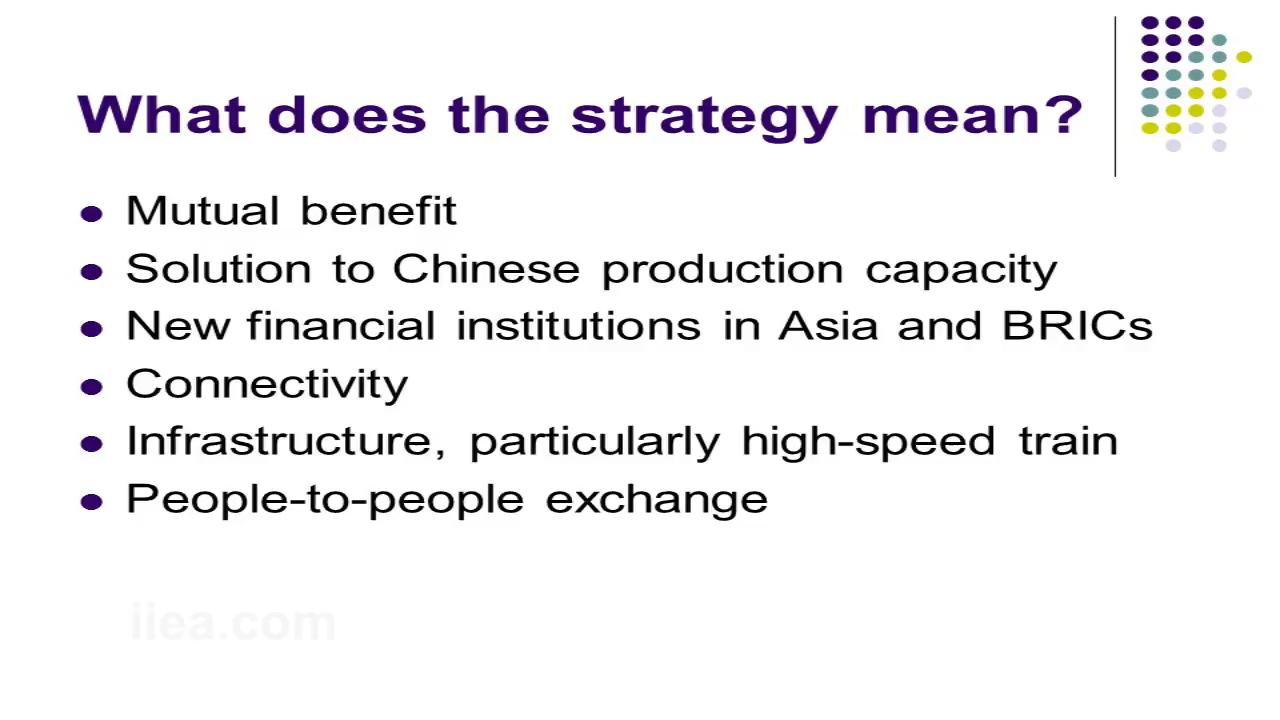 What does the strategy mean?
Mutual benefit
Solution to Chinese production capacity
New financial institutions in Asia and BRICs
Connectivity
Infrastructure, particularly high-speed train
People-to-people exchange
iiea.com